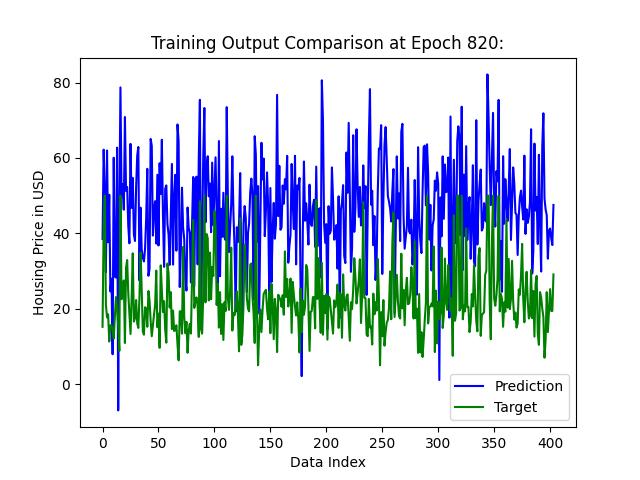 Training Output Comparison at Epoch 820:
Housing Price in USD
80
60
40
20
0
Prediction
Target
0 50 100 150 200 250 300 350 400
Data Index